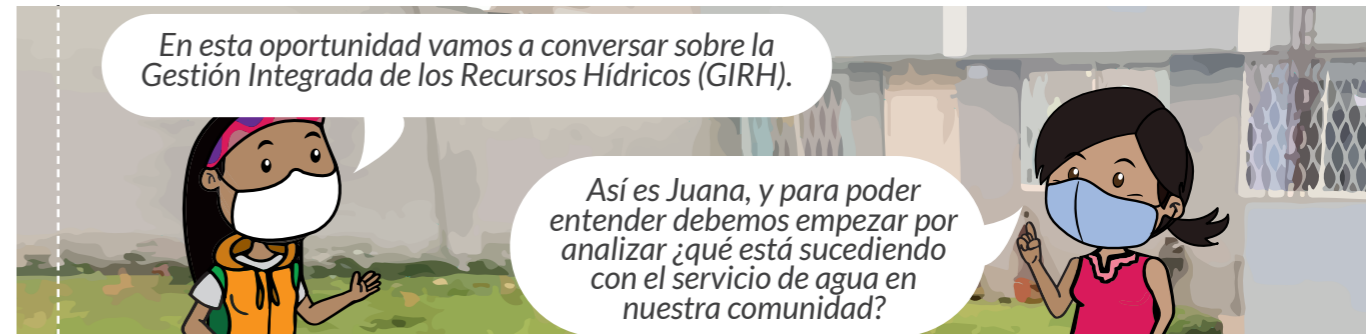 En esta oportunidad vamos a conversar sobre la
Gestión Integrada de los Recursos Hídricos (GIRH).
Así es Juana, y para poder
entender debemos empezar por
analizar ¿qué está sucediendo
con el servicio de agua en
nuestra comunidad?